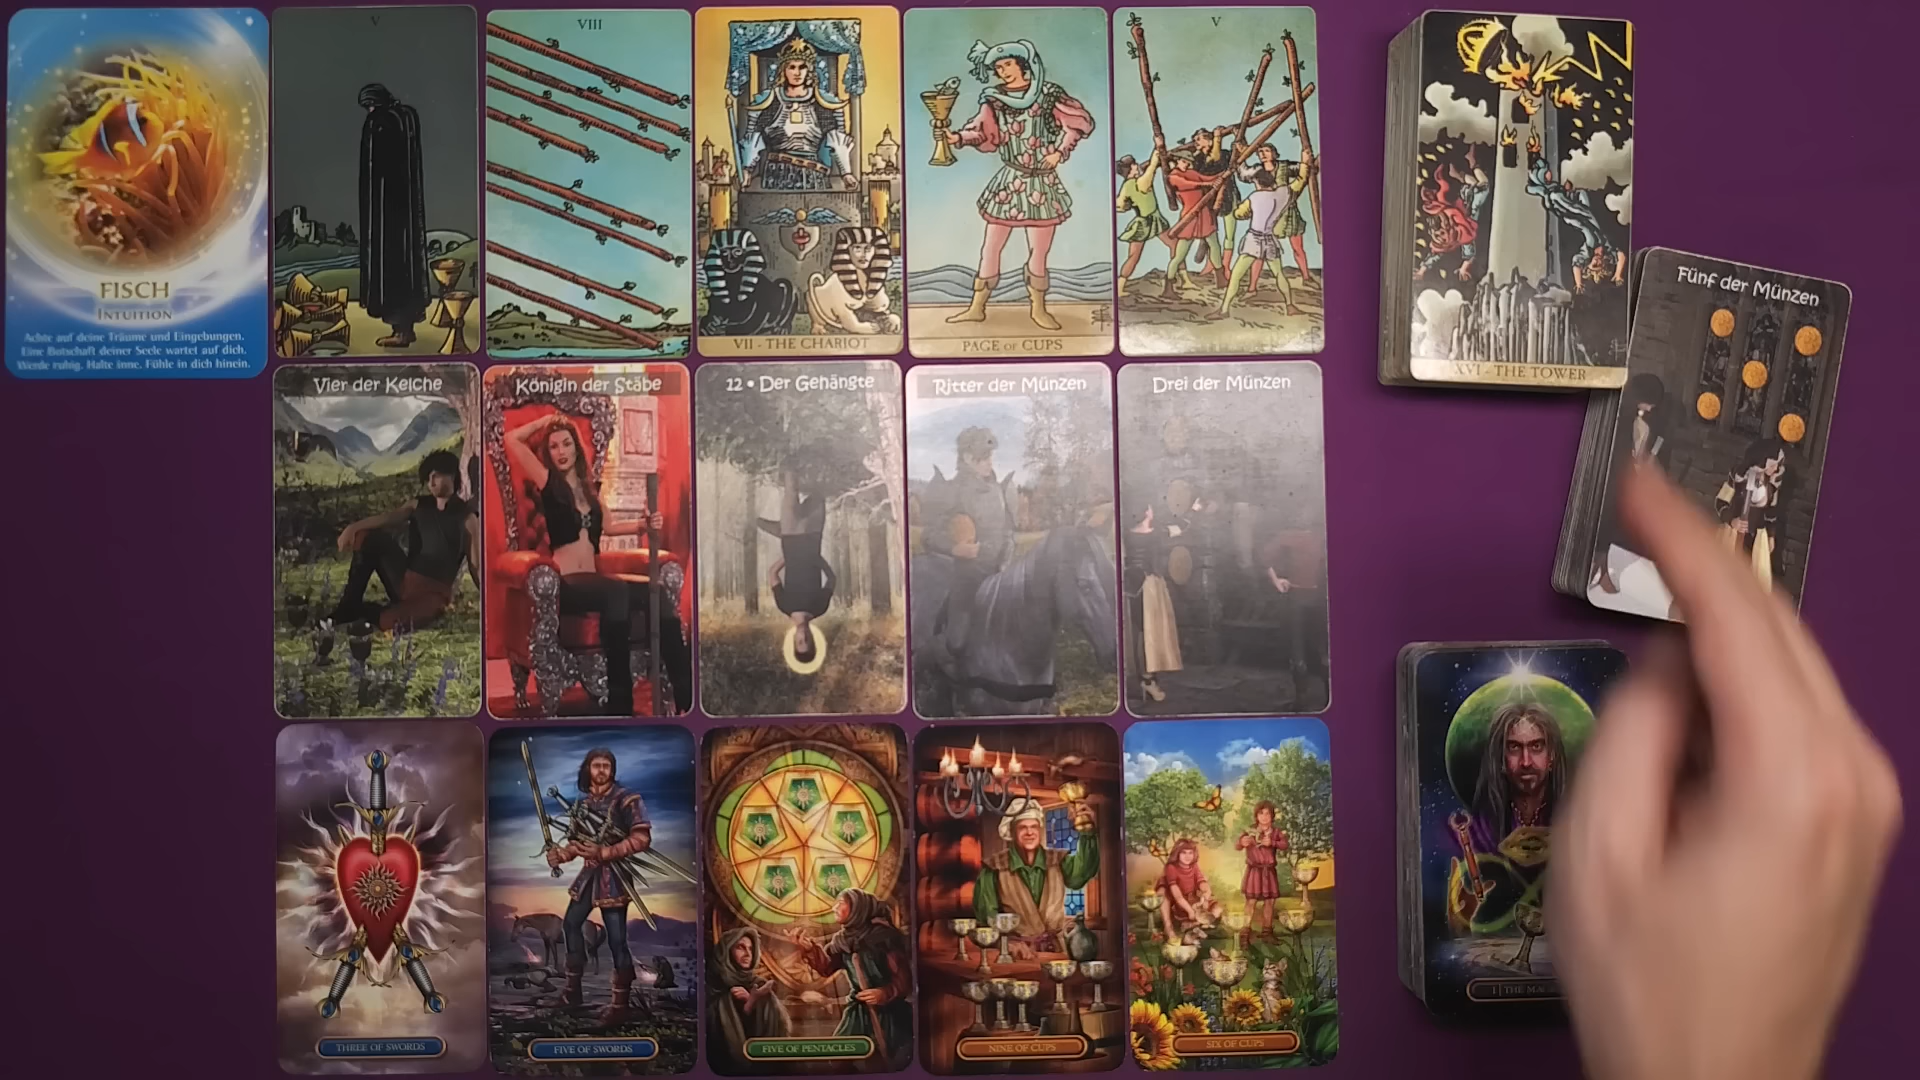 FISCH
INTUITION
Achte auf deine Träume und Eingebungen.
Eine Botschaft deiner Seele wartet auf dich.
Werde ruhig. Halte inne. Fühle in dich hinein.
V
VIII
VII - THE CHARIOT
PAGE OF CUPS
V
XVI - THE TOWER
Fünf der Münzen
Vier der Kelche
Königin der Stäbe
12 • Der Gehängte
Ritter der Münzen
Drei der Münzen
THREE OF SWORDS
FIVE OF SWORDS
FIVE OF PENTACLES
NINE OF CUPS
SIX OF CUPS
I THE MA